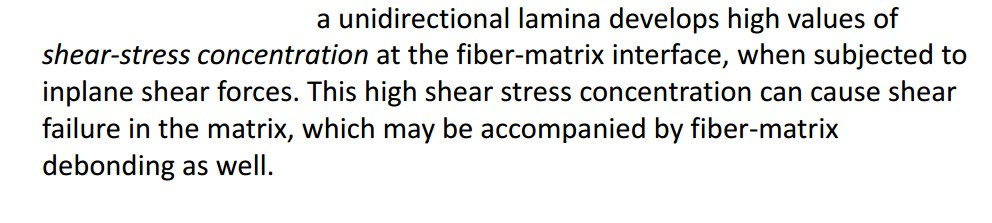 a unidirectional lamina develops high values of
shear-stress concentration at the fiber-matrix interface, when subjected to
inplane shear forces. This high shear stress concentration can cause shear
failure in the matrix, which may be accompanied by fiber-matrix
debonding as well.